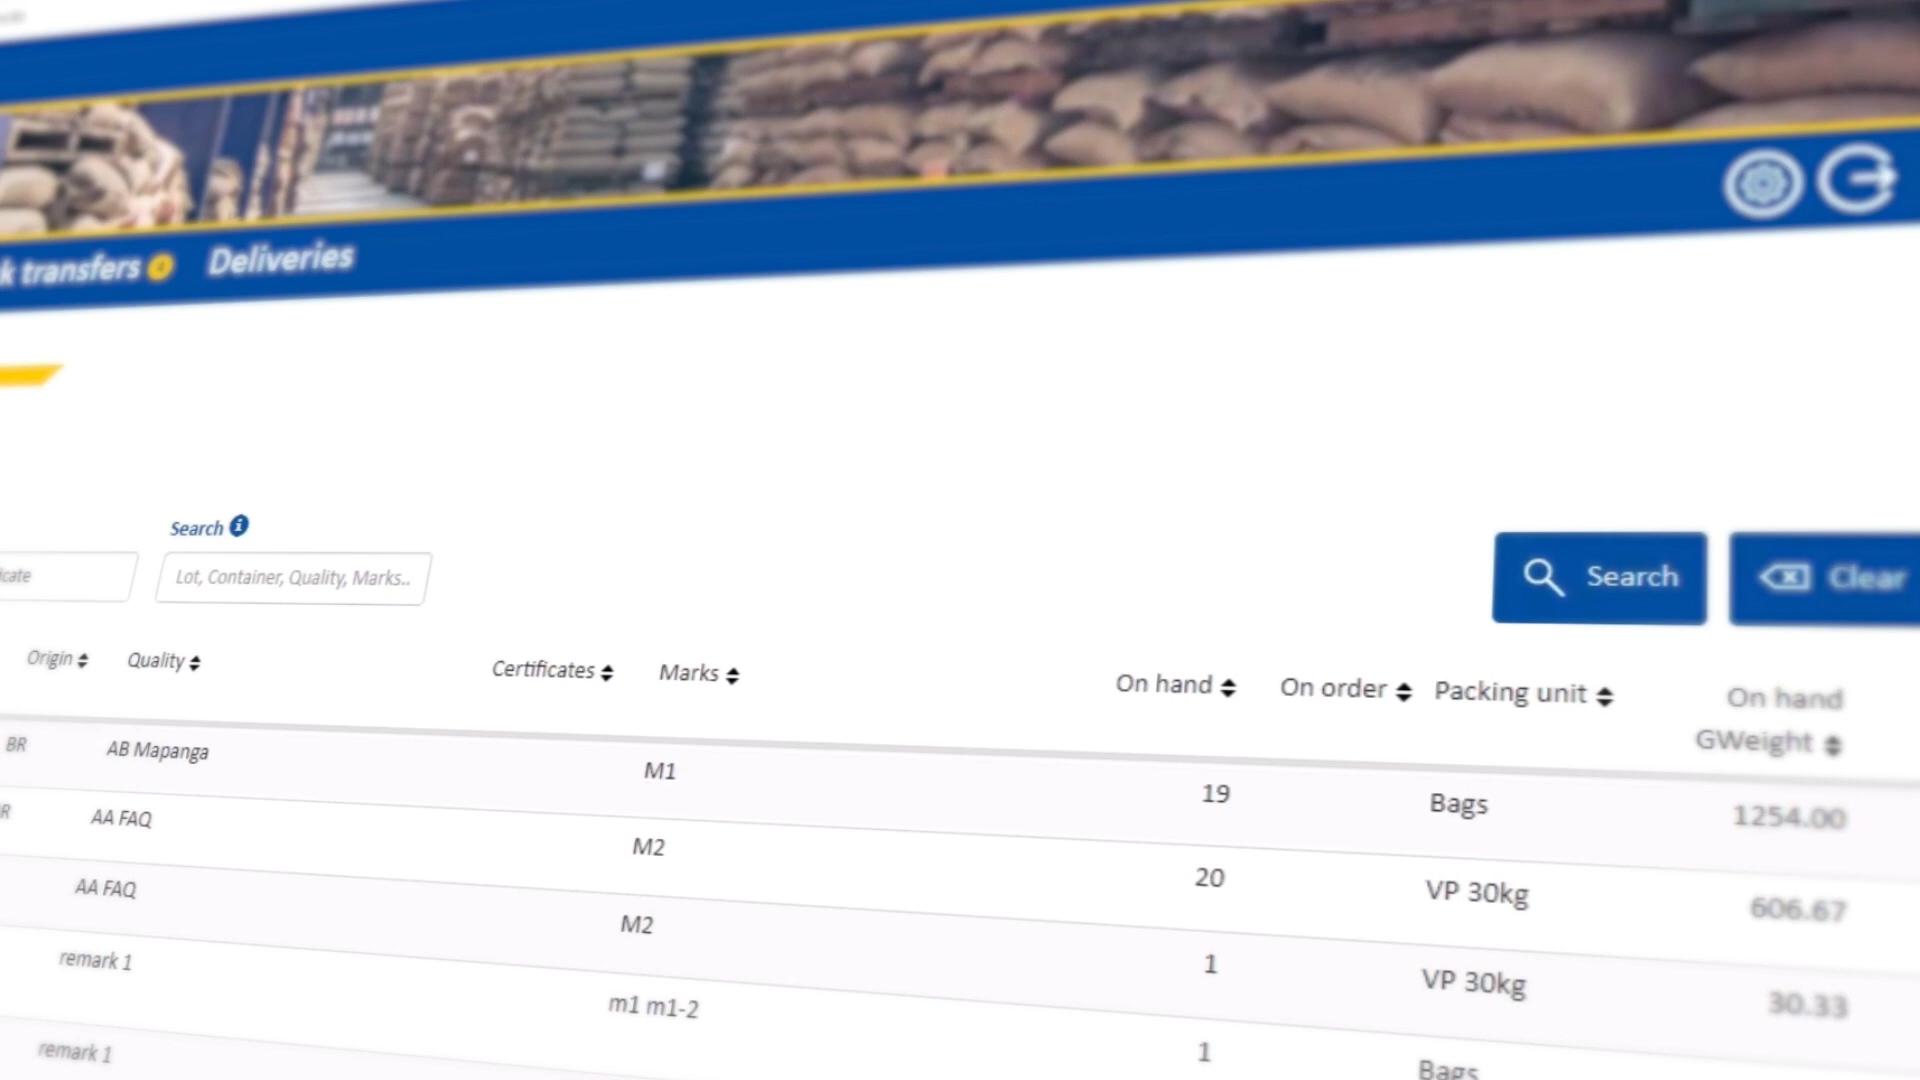 k transfers
Deliveries
Search
icate
Lot, Container, Quality, Marks..
Search
Clear
Origin Quality Certificates Marks On hand On order Packing unit On hand GWeight
BR AB Mapanga M1 19 Bags 1254.00
R AA FAQ M2 20 VP 30kg 606.67
AA FAQ M2 1 VP 30kg 30.33
remark 1 m1 m1-2 1 Bags
remark 1